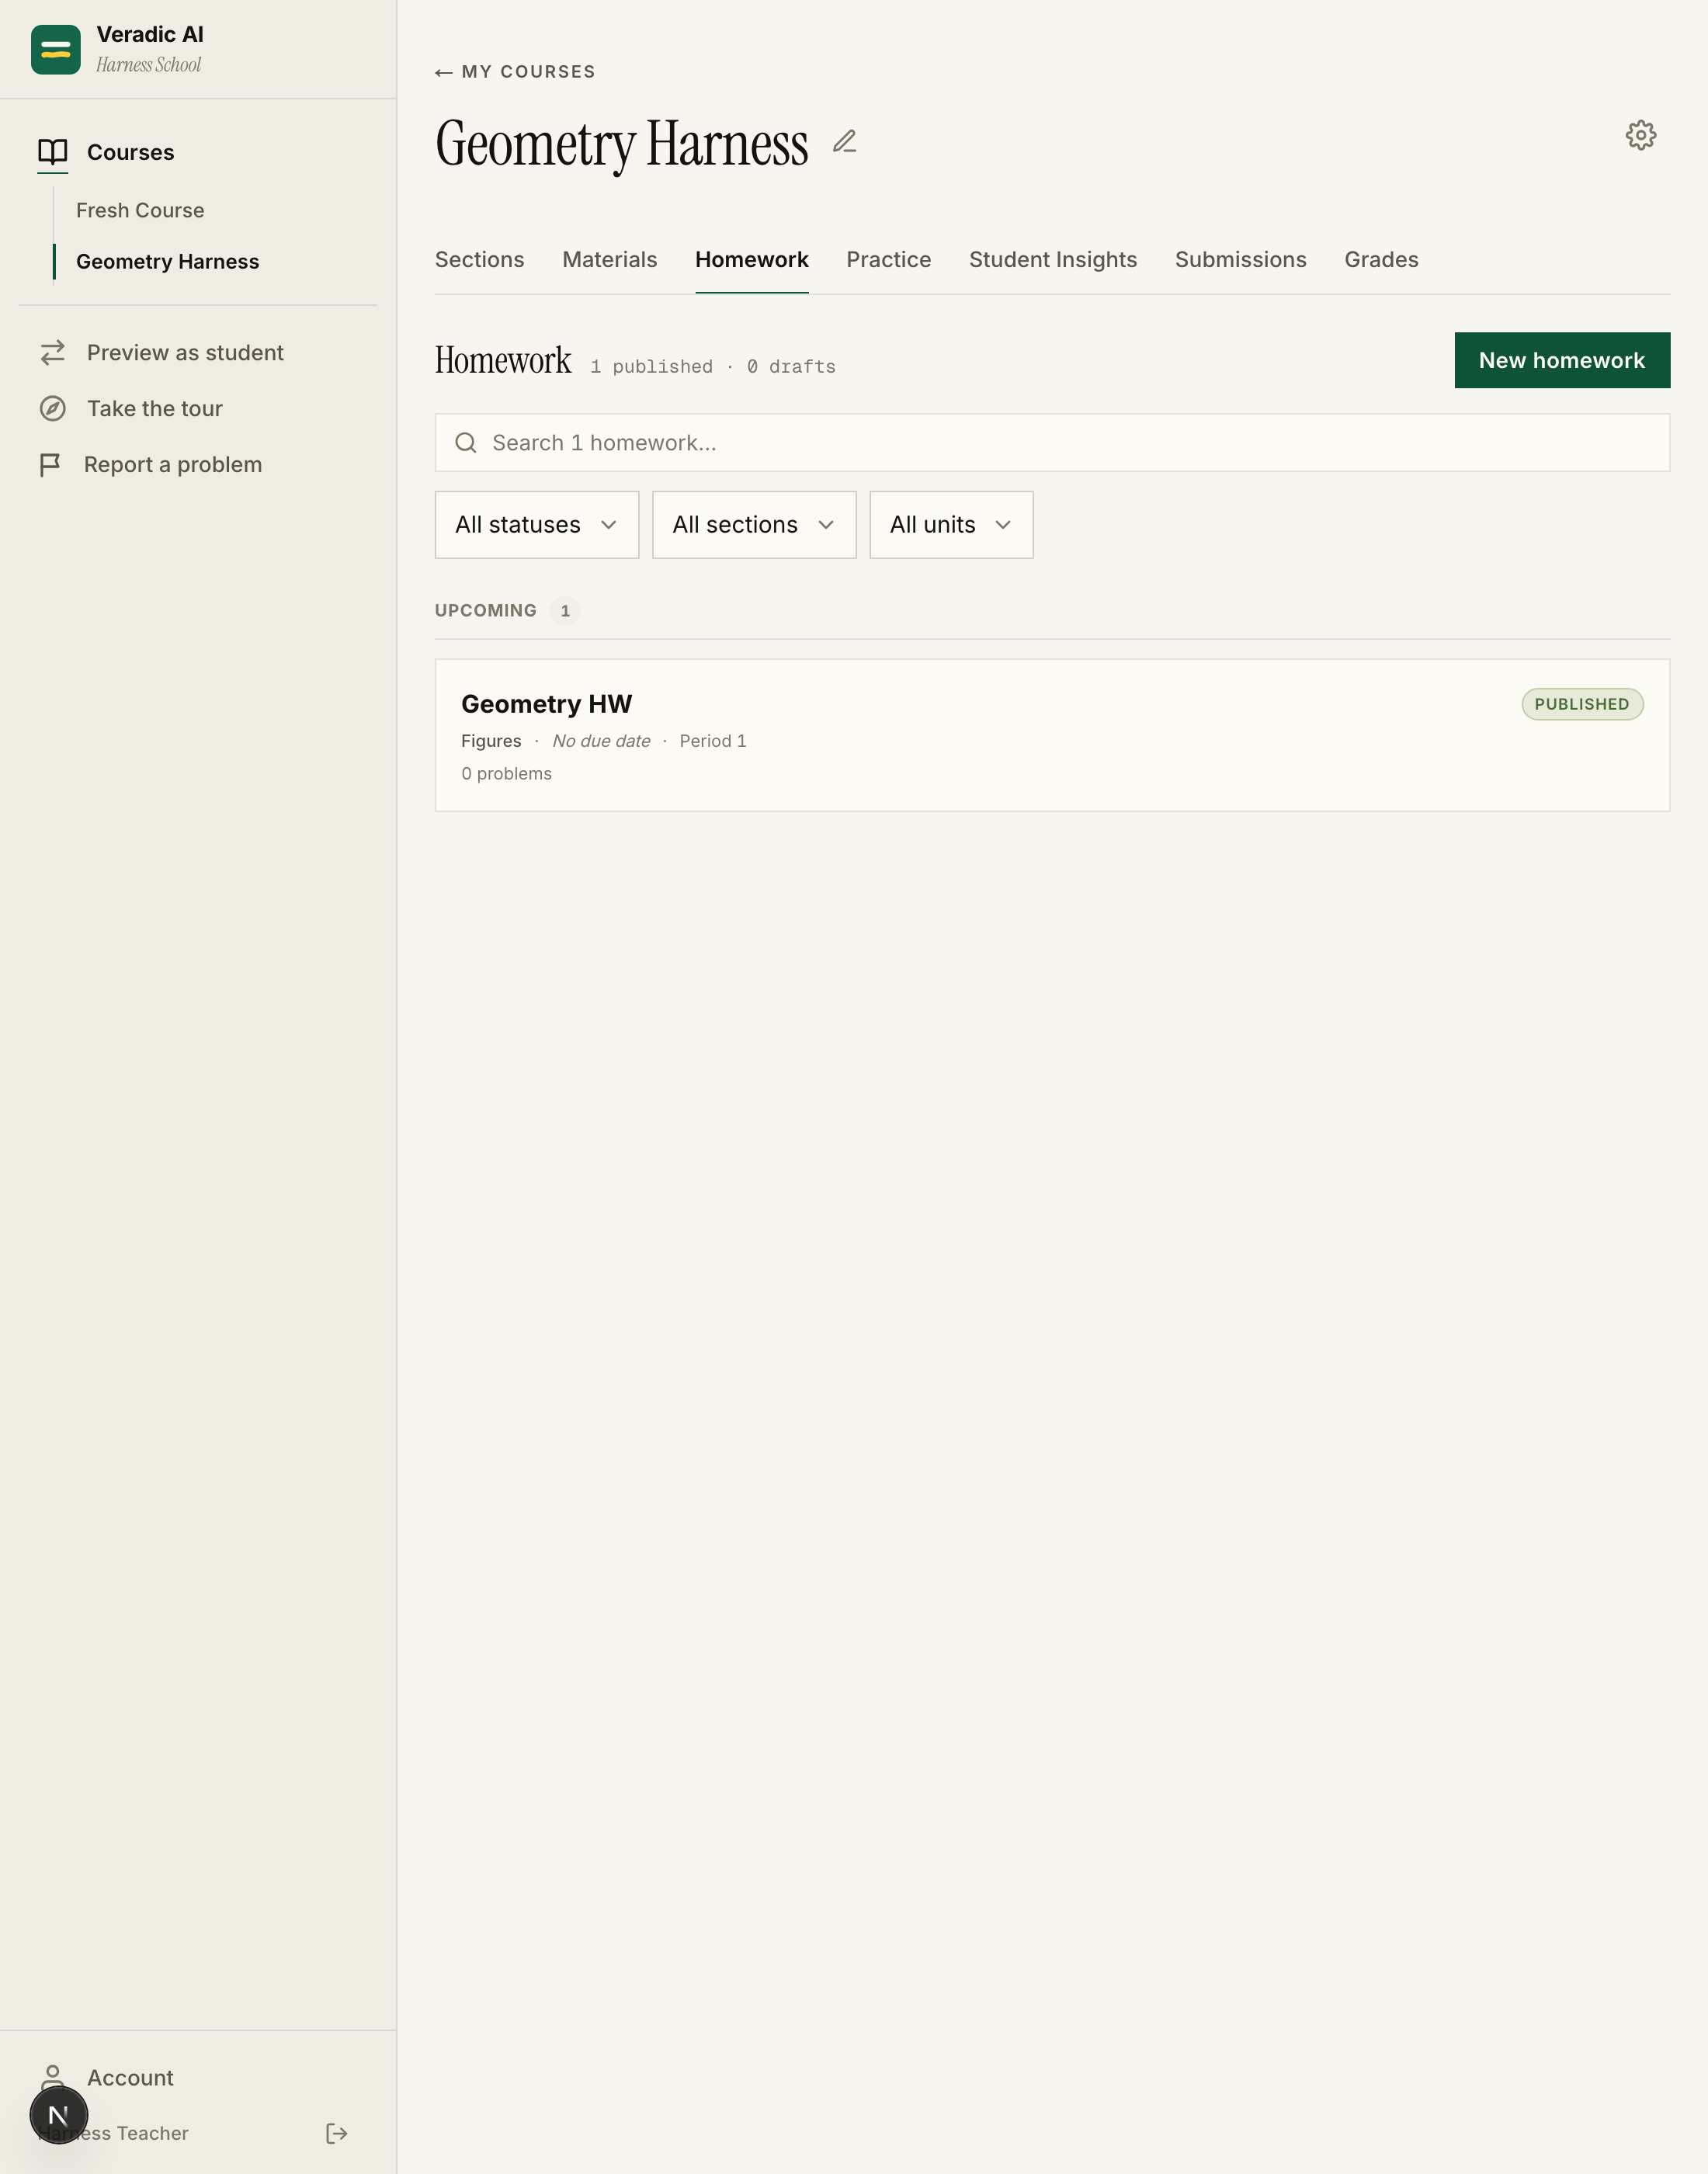 Veradic AI
Harness School
Courses
Fresh Course
Geometry Harness
Preview as student
Take the tour
Report a problem
Account
Teacher
← MY COURSES
Geometry Harness
Sections Materials Homework Practice Student Insights Submissions Grades
Homework 1 published · 0 drafts
New homework
Search 1 homework...
All statuses All sections All units
UPCOMING 1
Geometry HW
PUBLISHED
Figures · No due date · Period 1
0 problems